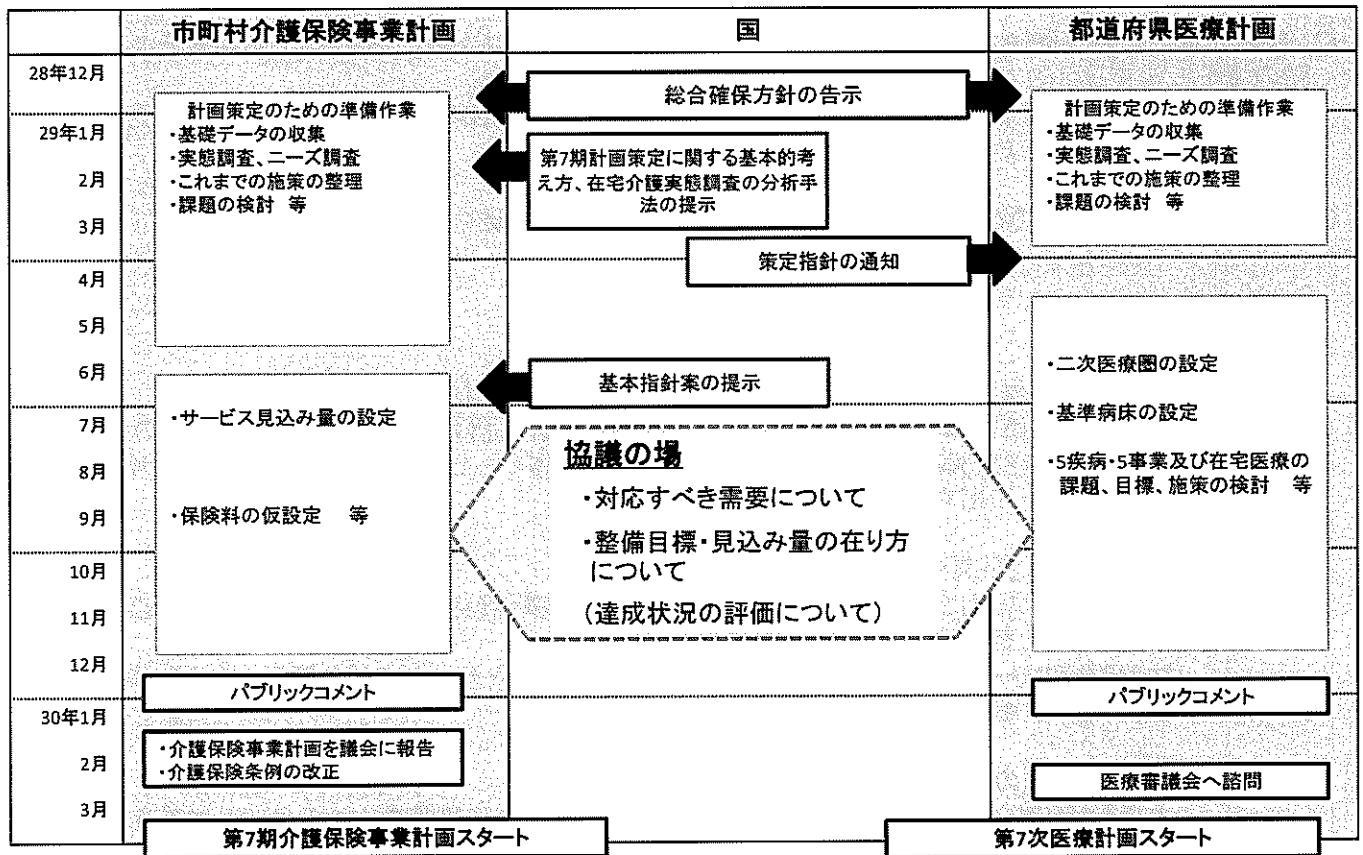 市町村介護保険事業計画
国
都道府県医療計画
28年12月
29年1月
2月
3月
4月
5月
6月
7月
8月
9月
10月
11月
12月
30年1月
2月
3月
計画策定のための準備作業
・基礎データの収集
・実態調査、ニーズ調査
・これまでの施策の整理
・課題の検討 等
・サービス見込み量の設定
・保険料の仮設定 等
パブリックコメント
・介護保険事業計画を議会に報告
・介護保険条例の改正
第7期介護保険事業計画スタート
総合確保方針の告示
第7期計画策定に関する基本的考
え方、在宅介護実態調査の分析手
法の提示
策定指針の通知
基本指針案の提示
協議の場
・対応すべき需要について
・整備目標・見込み量の在り方
について
(達成状況の評価について)
計画策定のための準備作業
・基礎データの収集
・実態調査、ニーズ調査
・これまでの施策の整理
・課題の検討 等
・二次医療圏の設定
・基準病床の設定
・5疾病・5事業及び在宅医療の
課題、目標、施策の検討 等
パブリックコメント
医療審議会へ諮問
第7次医療計画スタート